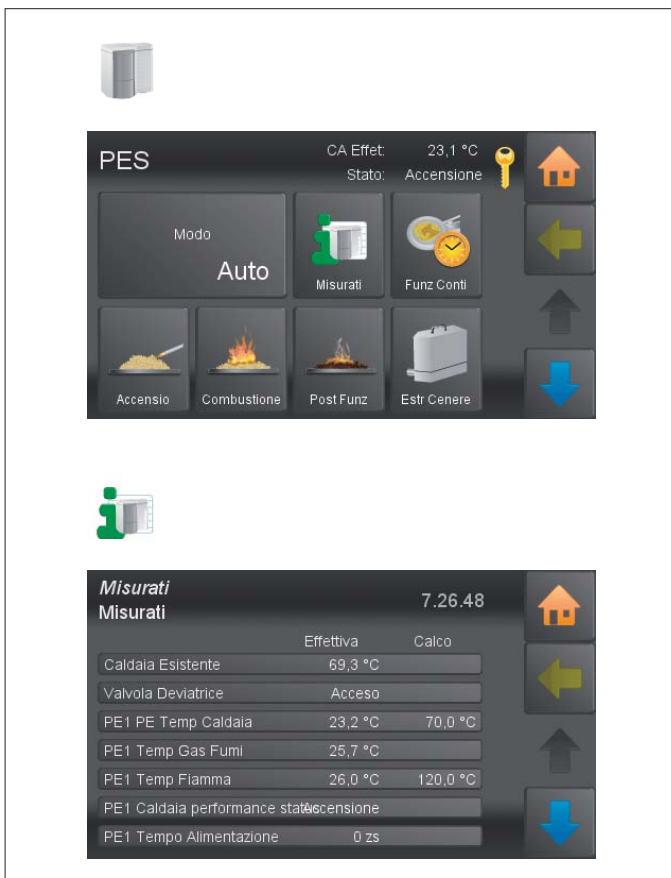 PES
CA Effet: 23,1 °C
Stato: Accensione
Modo
Auto
Misurati
Funz Conti
Accensio
Combustione
Post Funz
Estr Cenere
Misurati
Misurati
7.26.48
Effettiva Calco
Caldaia Esistente 69,3 °C
Valvola Deviatrice Acceso
PE1 PE Temp Caldaia 23,2 °C 70,0 °C
PE1 Temp Gas Fumi 25,7 °C
PE1 Temp Fiamma 26,0 °C 120,0 °C
PE1 Caldaia performance status Accensione
PE1 Tempo Alimentazione 0 zs